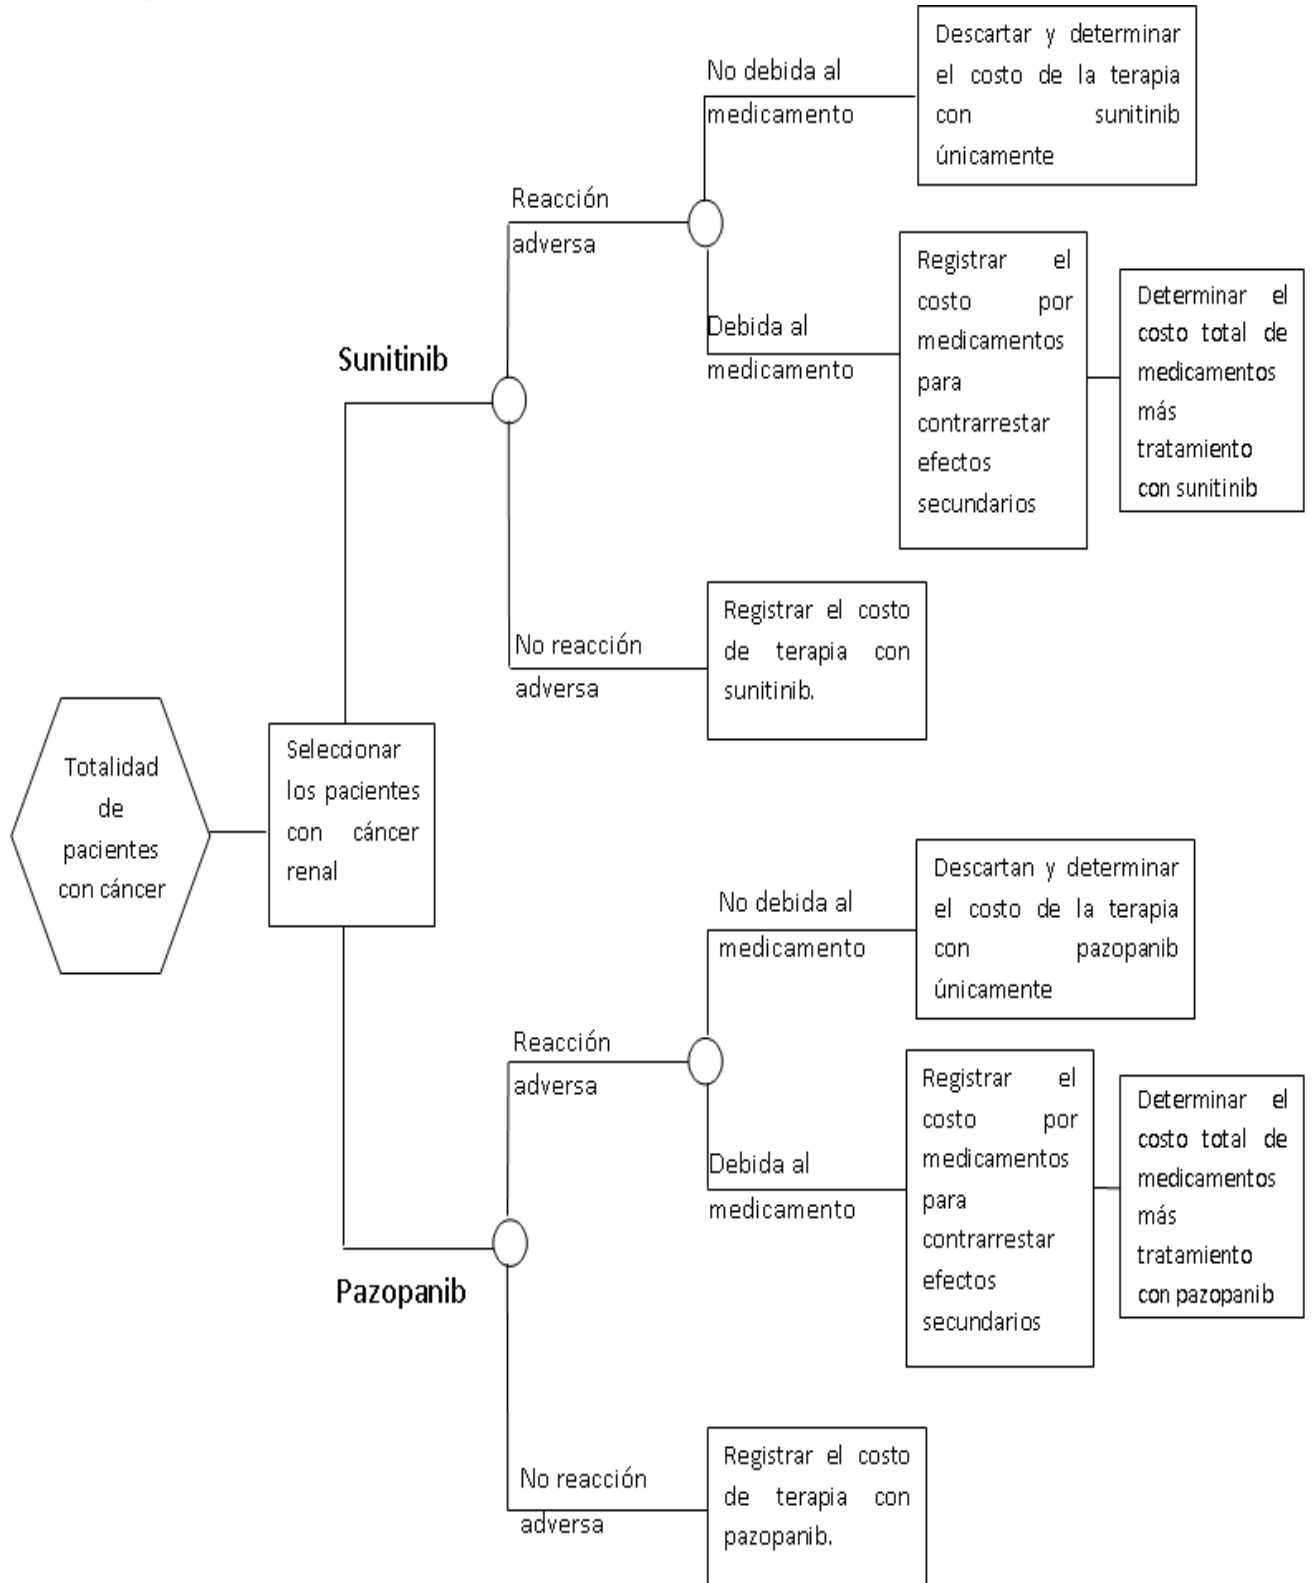 Descartar y determinar
el costo de la terapia
con sunitinib
únicamente
No debida al
medicamento
Reacción
adversa
Registrar el
costo por
medicamentos
para
contrarrestar
efectos
secundarios
Determinar el
costo total de
medicamentos
más
tratamiento
con sunitinib
Debida al
medicamento
Sunitinib
No reacción
adversa
Registrar el costo
de terapia con
sunitinib.
Totalidad
de
pacientes
con cáncer
Seleccionar
los pacientes
con cáncer
renal
Descartan y determinar
el costo de la terapia
con pazopanib
únicamente
No debida al
medicamento
Reacción
adversa
Registrar el
costo por
medicamentos
para
contrarrestar
efectos
secundarios
Determinar el
costo total de
medicamentos
más
tratamiento
con pazopanib
Debida al
medicamento
Pazopanib
No reacción
adversa
Registrar el costo
de terapia con
pazopanib.